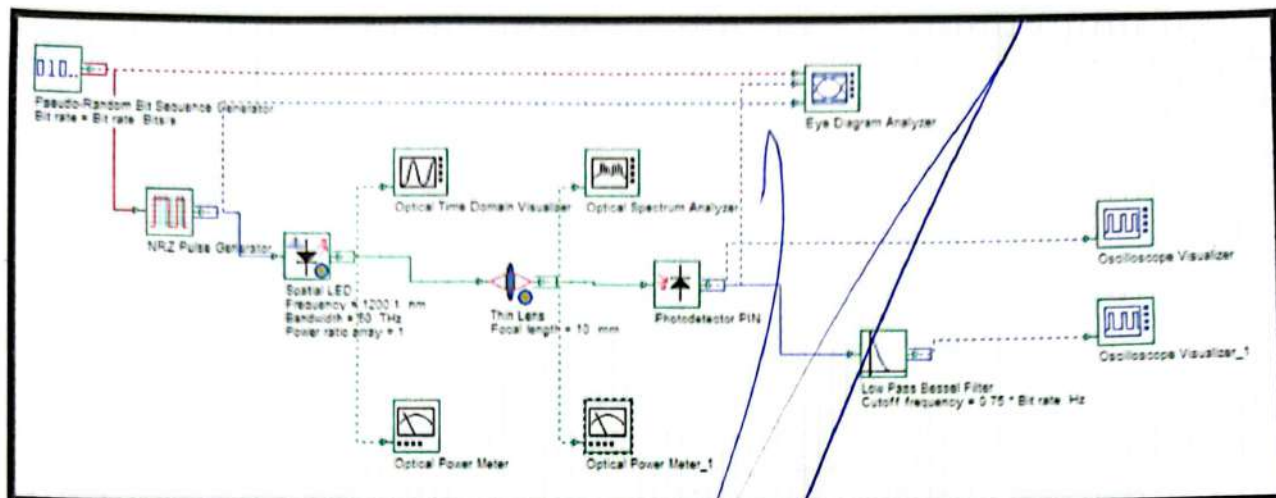 010..
Pseudo-Random Bit Sequence Generator
Bit rate = Bit rate Bits/s
Eye Diagram Analyzer
Optical Time Domain Visualizer
Optical Spectrum Analyzer
NRZ Pulse Generator
Oscilloscope Visualizer
Spatial LED
Frequency = 1200.1 nm
Bandwidth = 60 THz
Power ratio array = 1
Thin Lens
Focal length = 10 mm
Photodetector PIN
Oscilloscope Visualizer_1
Low Pass Bessel Filter
Cutoff frequency = 0.75 * Bit rate Hz
Optical Power Meter
Optical Power Meter_1